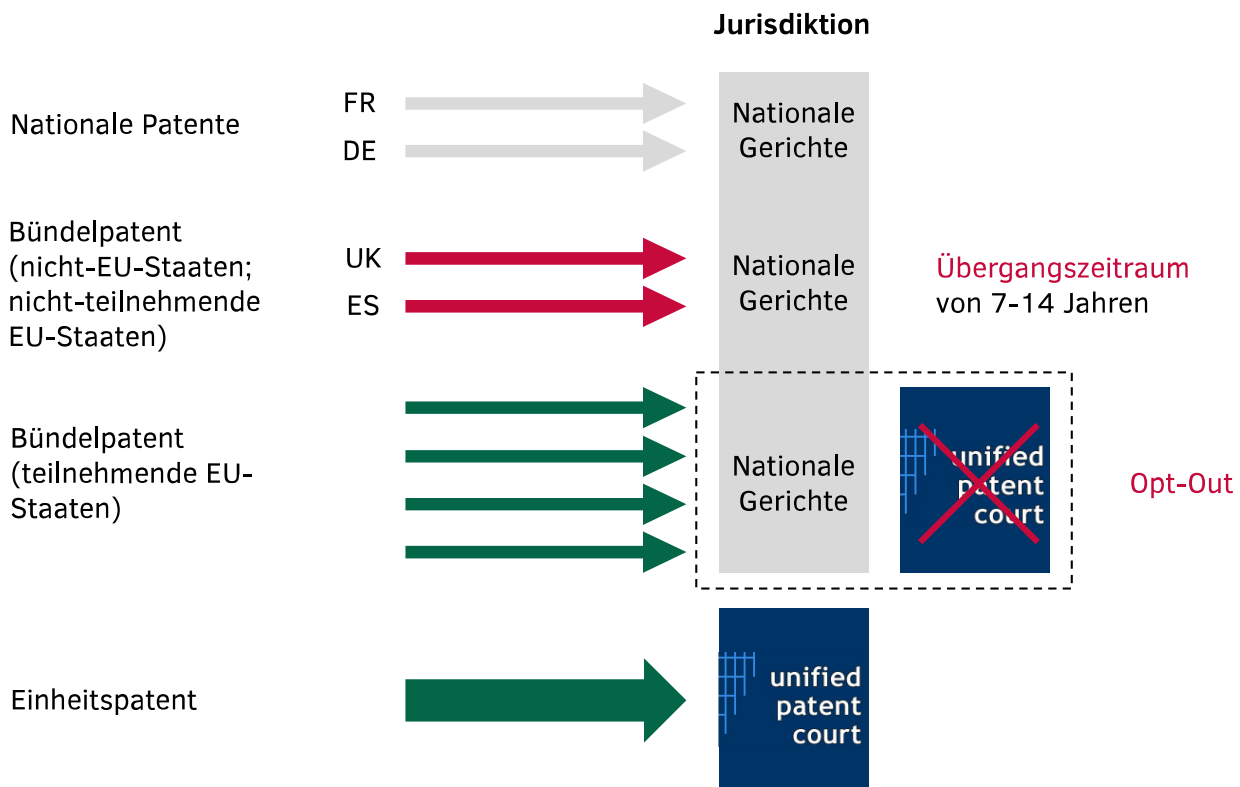 Jurisdiktion
Nationale Patente
FR
DE
Nationale
Gerichte
Bündelpatent
(nicht-EU-Staaten;
nicht-teilnehmende
EU-Staaten)
UK
ES
Nationale
Gerichte
Übergangszeitraum
von 7-14 Jahren
Bündelpatent
(teilnehmende EU-
Staaten)
Nationale
Gerichte
unified
patent
court
Opt-Out
Einheitspatent
unified
patent
court